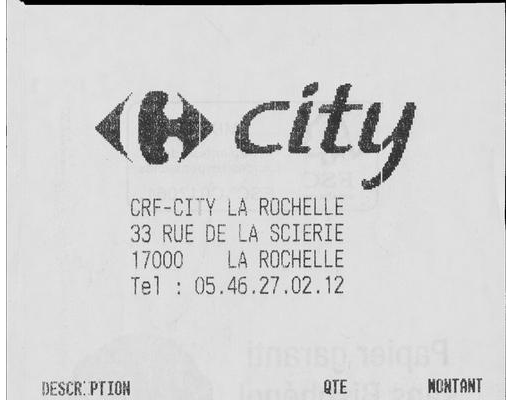 city
CRF-CITY LA ROCHELLE
33 RUE DE LA SCIERIE
17000 LA ROCHELLE
Tel : 05.46.27.02.12
Papier garanti
DESCRIPTION QTE MONTANT